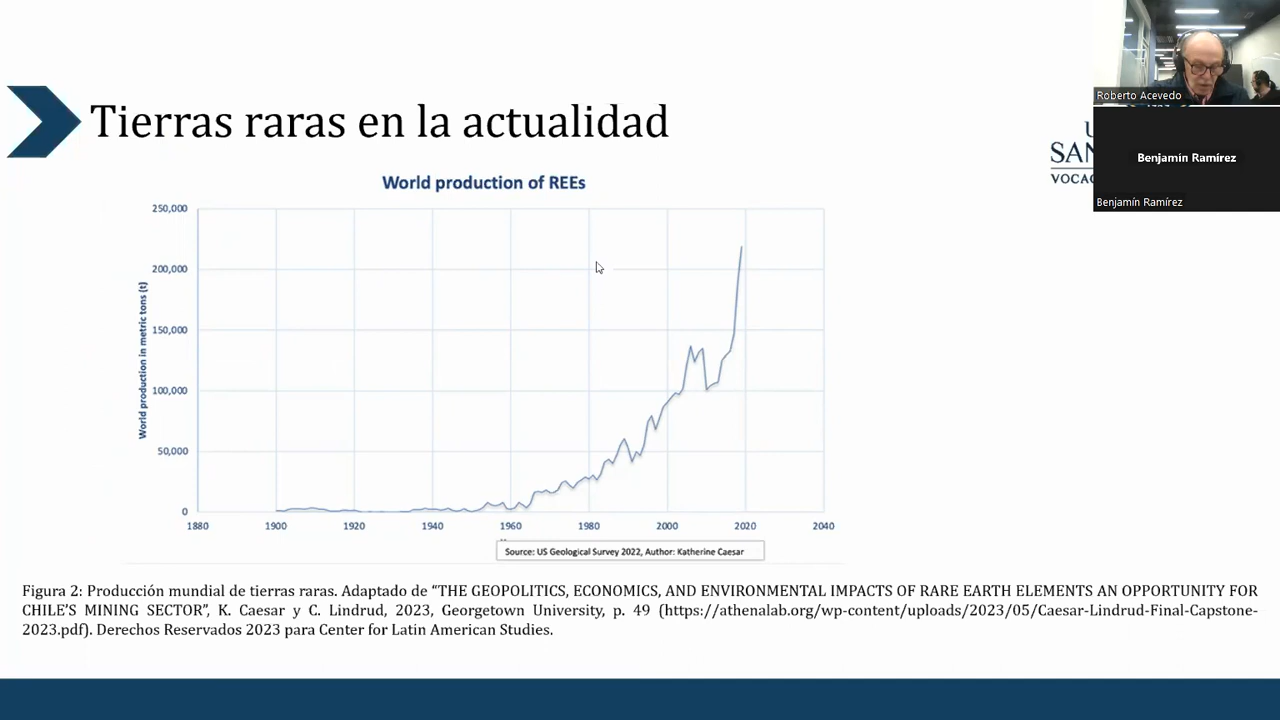 Tierras raras en la actualidad
World production of REEs
250,000
200,000
150,000
100,000
50,000
0
World production in metric tons (t)
1880 1900 1920 1940 1960 1980 2000 2020 2040
Source: US Geological Survey 2022, Author: Katherine Caesar
Figura 2: Producción mundial de tierras raras. Adaptado de “THE GEOPOLITICS, ECONOMICS, AND ENVIRONMENTAL IMPACTS OF RARE EARTH ELEMENTS AN OPPORTUNITY FOR
CHILE’S MINING SECTOR”, K. Caesar y C. Lindrud, 2023, Georgetown University, p. 49 (https://athenalab.org/wp-content/uploads/2023/05/Caesar-Lindrud-Final-Capstone-
2023.pdf). Derechos Reservados 2023 para Center for Latin American Studies.
Roberto Acevedo
Benjamín Ramírez
Benjamín Ramírez